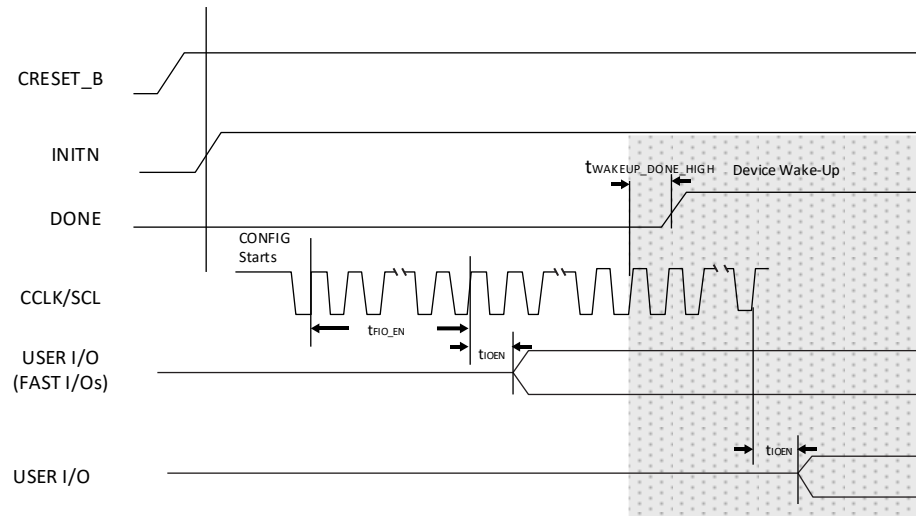 CRESET_B
INITN
tWAKEUP_DONE_HIGH
Device Wake-Up
DONE
CONFIG
Starts
CCLK/SCL
tFIO_EN
USER I/O
(FAST I/Os)
tIOEN
tIOEN
USER I/O